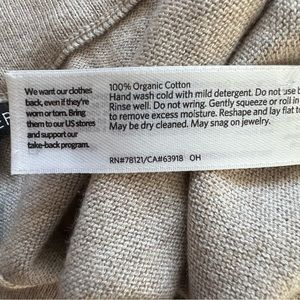 We want our clothes
back, even if they're
worn or torn. Bring
them to our US stores
and support our
take-back program.
100% Organic Cotton
Hand wash cold with mild detergent. Do not use b
Rinse well. Do not wring. Gently squeeze or roll in
to remove excess moisture. Reshape and lay flat t
May be dry cleaned. May snag on jewelry.
RN#78121/CA#63918 OH